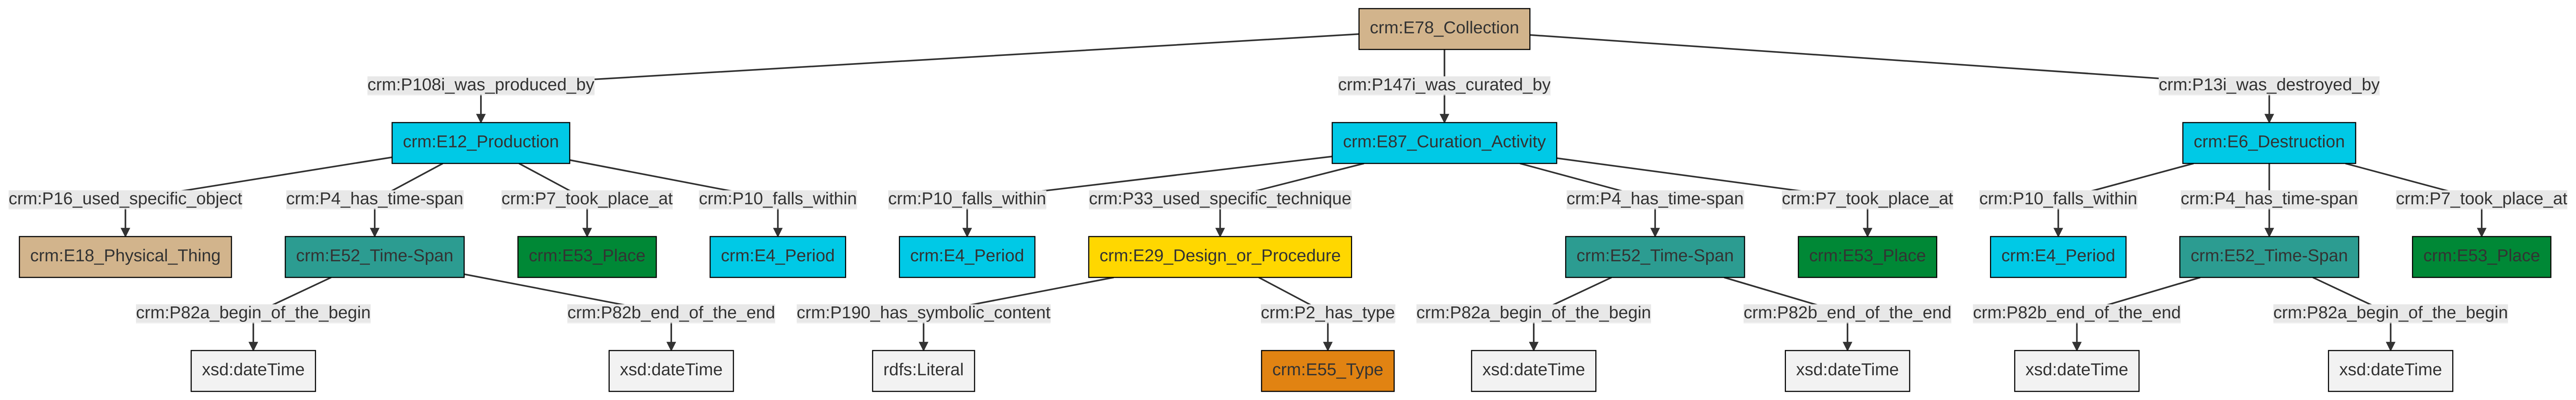 crm:E78_Collection
crm:P108i_was_produced_by
crm:P147i_was_curated_by
crm:P13i_was_destroyed_by
crm:E12_Production
crm:E87_Curation_Activity
crm:E6_Destruction
crm:P16_used_specific_object
crm:P4_has_time-span
crm:P7_took_place_at
crm:P10_falls_within
crm:P10_falls_within
crm:P33_used_specific_technique
crm:P4_has_time-span
crm:P7_took_place_at
crm:P10_falls_within
crm:P4_has_time-span
crm:P7_took_place_at
crm:E18_Physical_Thing
crm:E52_Time-Span
crm:E53_Place
crm:E4_Period
crm:E4_Period
crm:E29_Design_or_Procedure
crm:E52_Time-Span
crm:E53_Place
crm:E4_Period
crm:E52_Time-Span
crm:E53_Place
crm:P82a_begin_of_the_begin
crm:P82b_end_of_the_end
crm:P190_has_symbolic_content
crm:P2_has_type
crm:P82a_begin_of_the_begin
crm:P82b_end_of_the_end
crm:P82b_end_of_the_end
crm:P82a_begin_of_the_begin
xsd:dateTime
xsd:dateTime
rdfs:Literal
crm:E55_Type
xsd:dateTime
xsd:dateTime
xsd:dateTime
xsd:dateTime